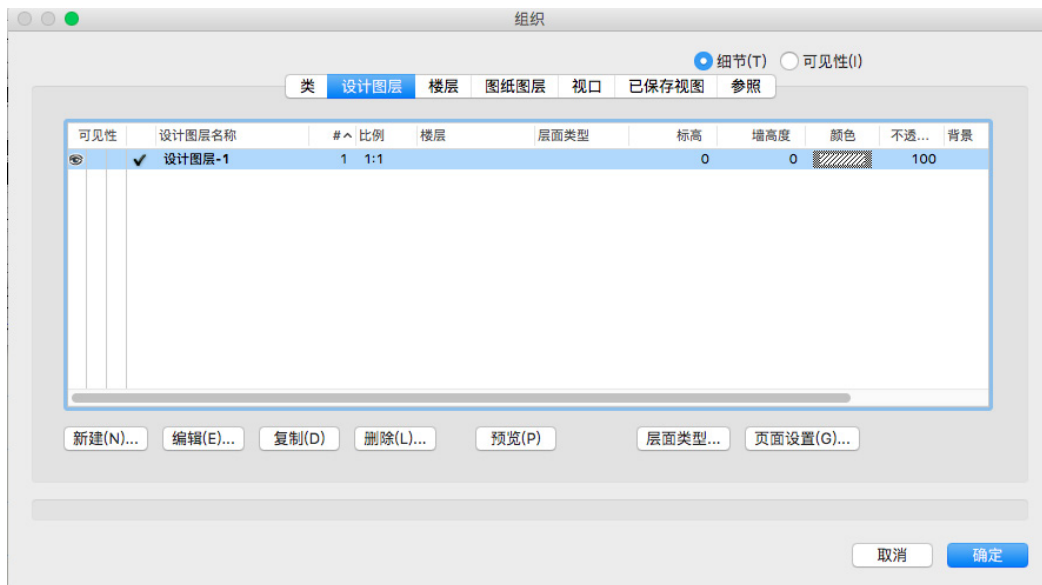 组织
细节(T) 可见性(I)
类 设计图层 楼层 图纸图层 视口 已保存视图 参照
可见性 设计图层名称 # 比例 楼层 层面类型 标高 墙高度 颜色 不透... 背景
设计图层-1 1 1:1 0 0 100
新建(N)... 编辑(E)... 复制(D) 删除(L)... 预览(P) 层面类型... 页面设置(G)...
取消 确定